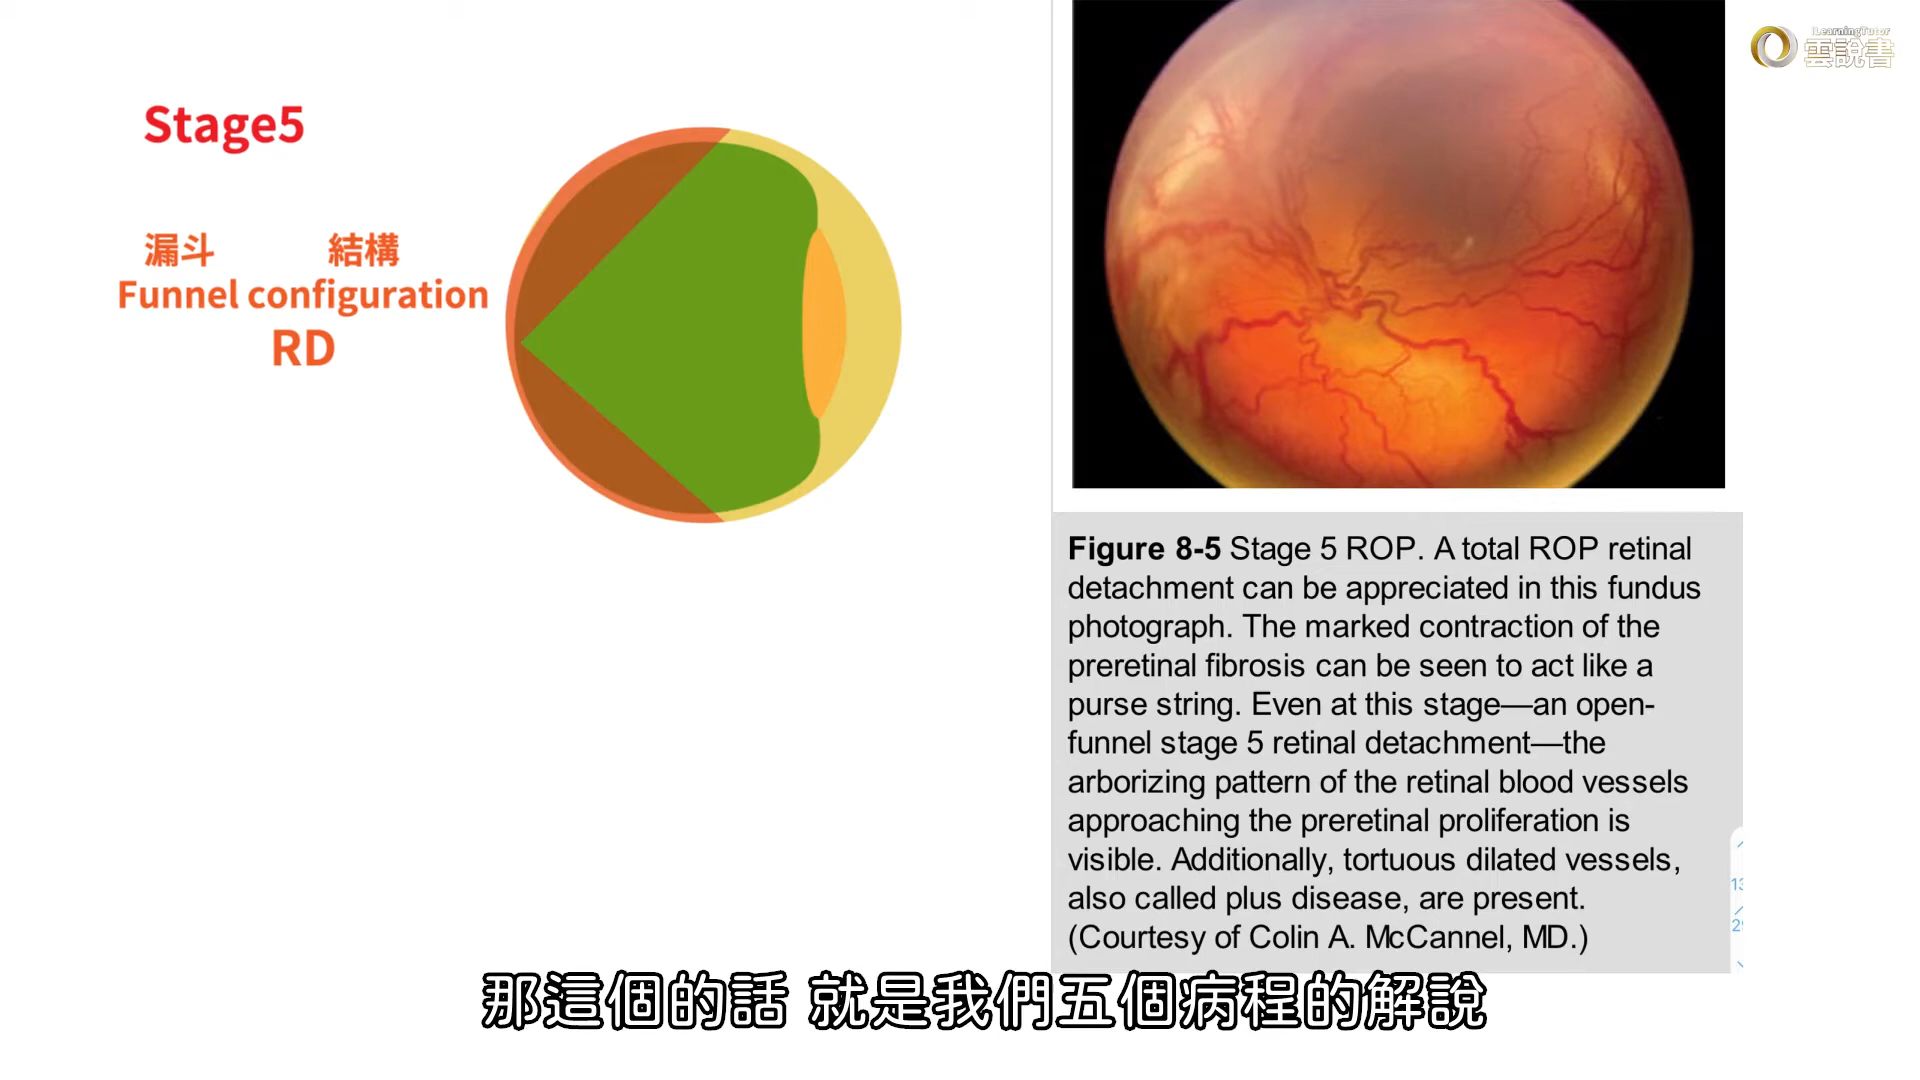 iLearningTutor
雲說書
Stage5
漏斗 結構
Funnel configuration
RD
Figure 8-5 Stage 5 ROP. A total ROP retinal
detachment can be appreciated in this fundus
photograph. The marked contraction of the
preretinal fibrosis can be seen to act like a
purse string. Even at this stage—an open-
funnel stage 5 retinal detachment—the
arborizing pattern of the retinal blood vessels
approaching the preretinal proliferation is
visible. Additionally, tortuous dilated vessels,
also called plus disease, are present.
(Courtesy of Colin A. McCannel, MD.)
那這個的話 就是我們五個病程的解說